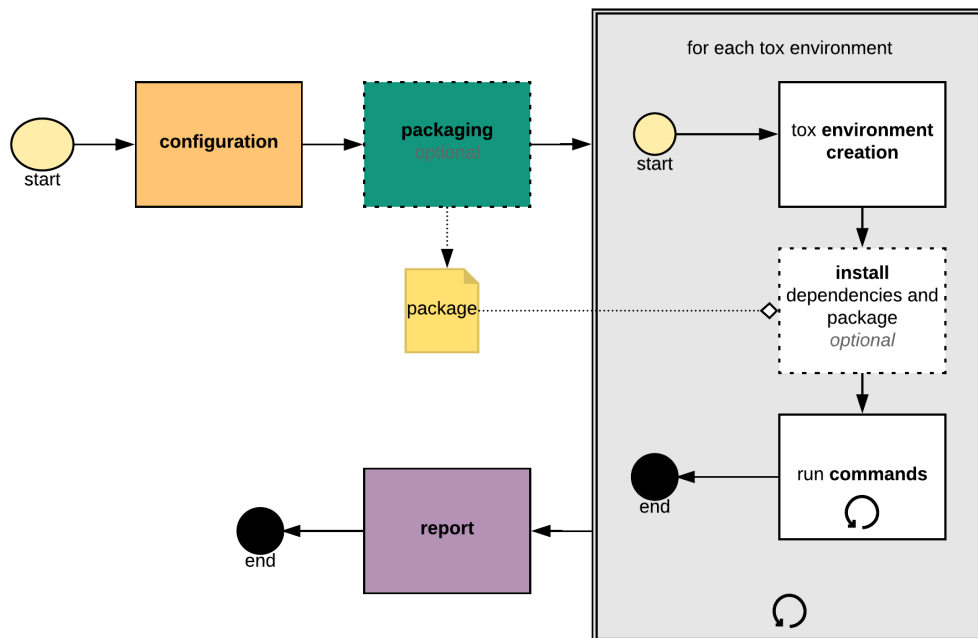 for each tox environment
start
configuration
packaging
optional
start
tox environment
creation
package
install
dependencies and
package
optional
run commands
end
report
end